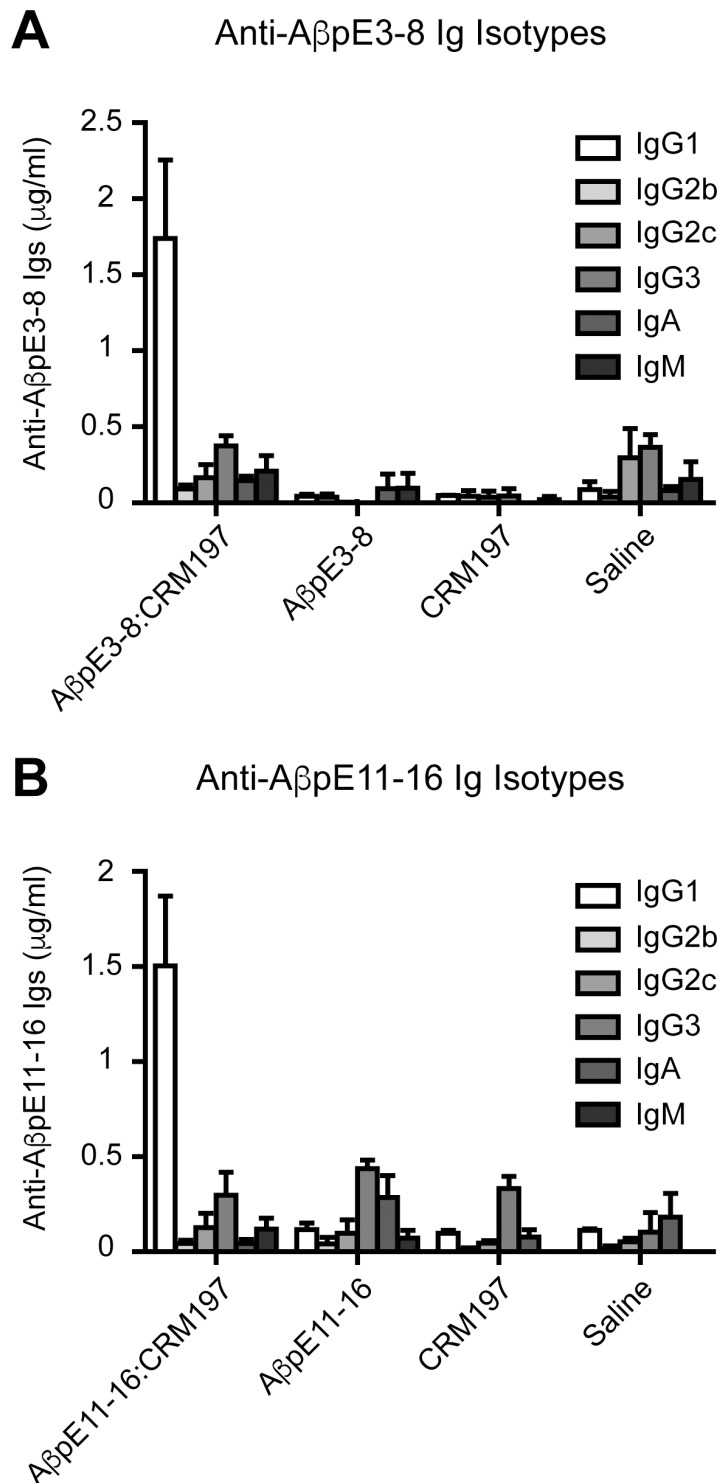 A
Anti-AβpE3-8 Ig Isotypes
Anti-AβpE3-8 Igs (μg/ml)
2.5
2
1.5
1
0.5
0
IgG1
IgG2b
IgG2c
IgG3
IgA
IgM
AβpE3-8:CRM197
AβpE3-8
CRM197
Saline
B
Anti-AβpE11-16 Ig Isotypes
Anti-AβpE11-16 Igs (μg/ml)
2
1.5
1
0.5
0
IgG1
IgG2b
IgG2c
IgG3
IgA
IgM
AβpE11-16:CRM197
AβpE11-16
CRM197
Saline